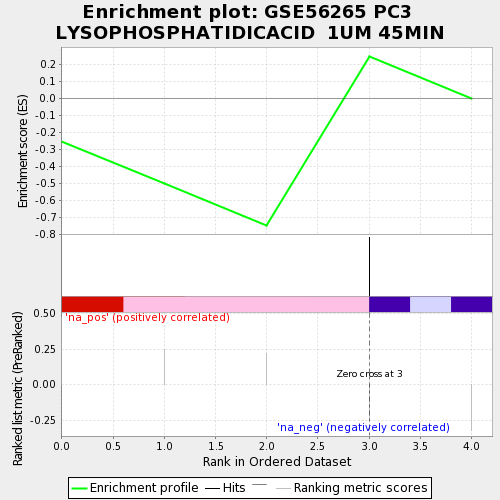 Enrichment plot: GSE56265 PC3
LYSOPHOSPHATIDICACID 1UM 45MIN
Enrichment score (ES)
0.2
0.1
0.0
-0.1
-0.2
-0.3
-0.4
-0.5
-0.6
-0.7
-0.8
'na_pos' (positively correlated)
Zero cross at 3
'na_neg' (negatively correlated)
Ranked list metric (PreRanked)
0.50
0.25
0.00
-0.25
0.0 0.5 1.0 1.5 2.0 2.5 3.0 3.5 4.0
Rank in Ordered Dataset
Enrichment profile Hits Ranking metric scores